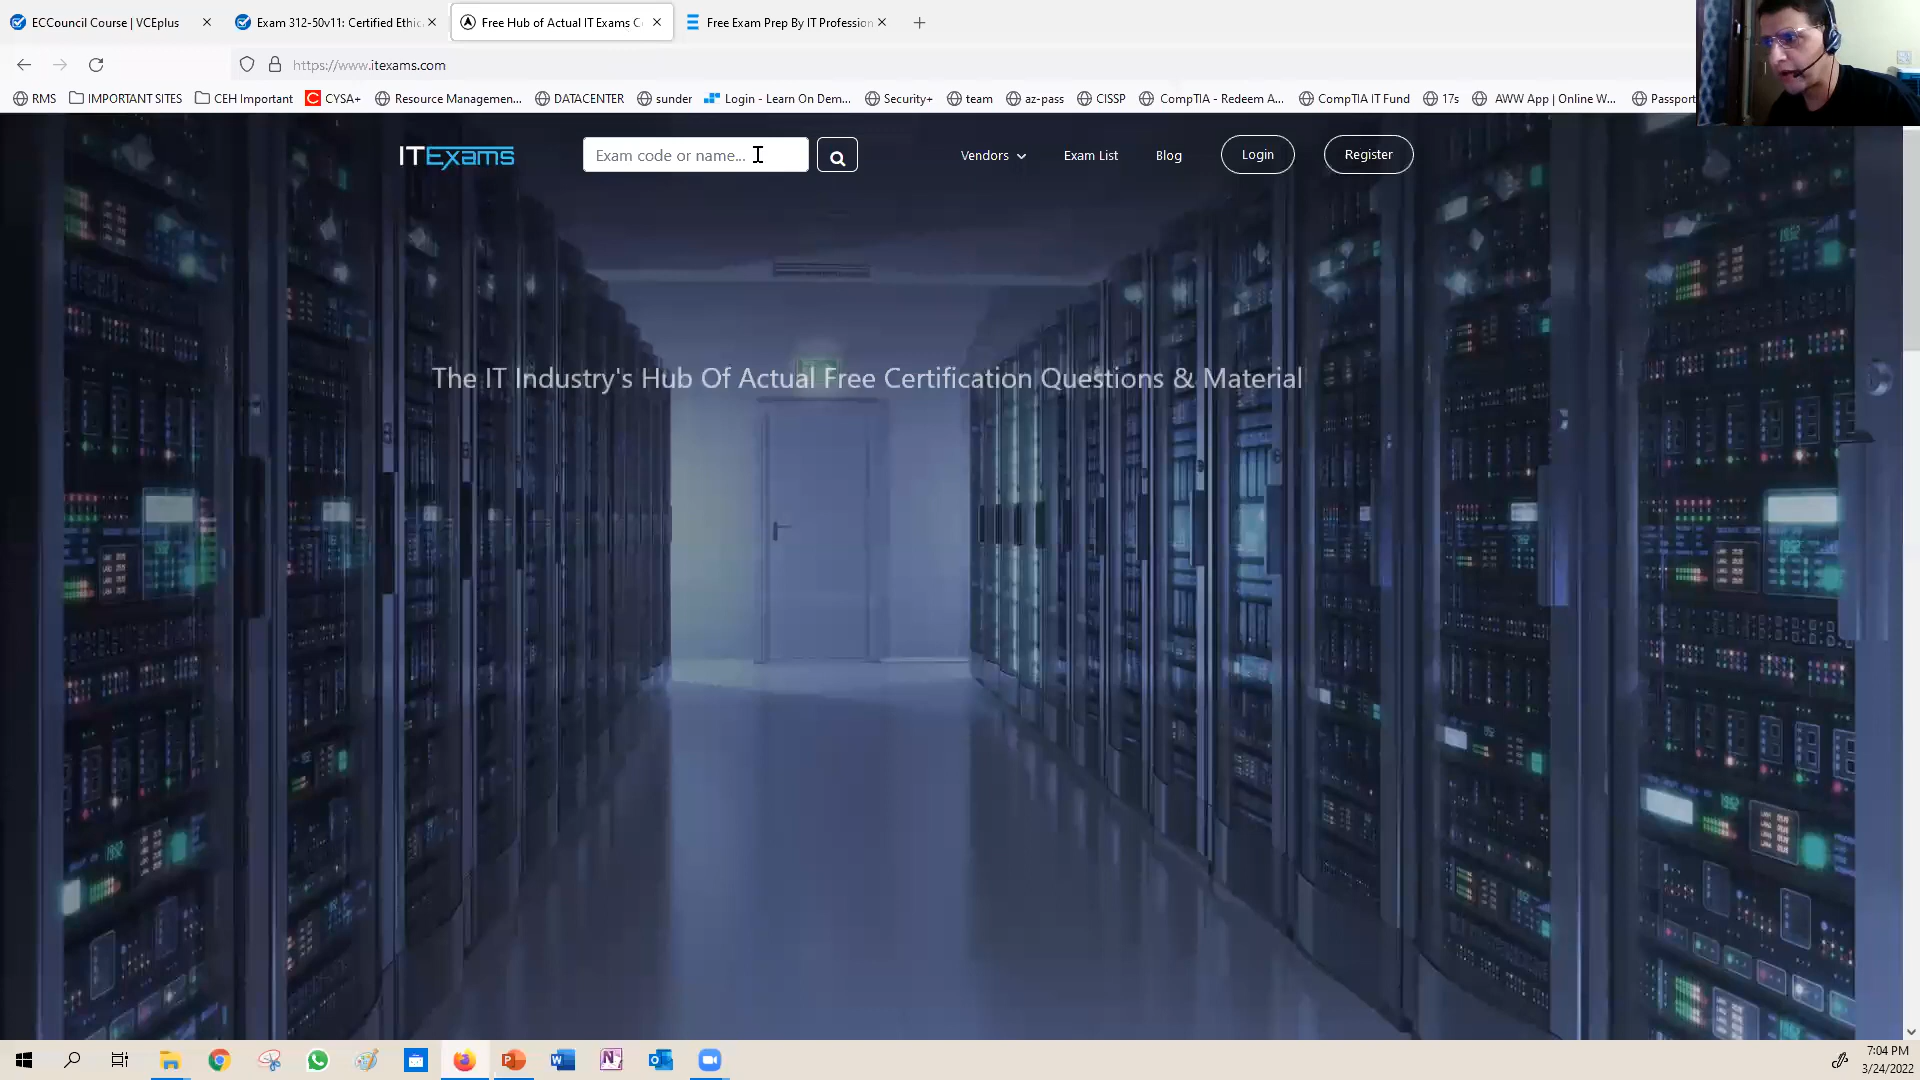 ECCouncil Course | VCEplus
Exam 312-50v11: Certified Ethic
Free Hub of Actual IT Exams C
Free Exam Prep By IT Profession
https://www.itexams.com
RMS
IMPORTANT SITES
CEH Important
CYSA+
Resource Managemen...
DATACENTER
sunder
Login - Learn On Dem...
Security+
team
az-pass
CISSP
CompTIA - Redeem A...
CompTIA IT Fund
17s
AWW App | Online W...
Passport
ITExams
Exam code or name...
Vendors
Exam List
Blog
Login
Register
The IT Industry's Hub Of Actual Free Certification Questions & Material
7:04 PM
3/24/2022